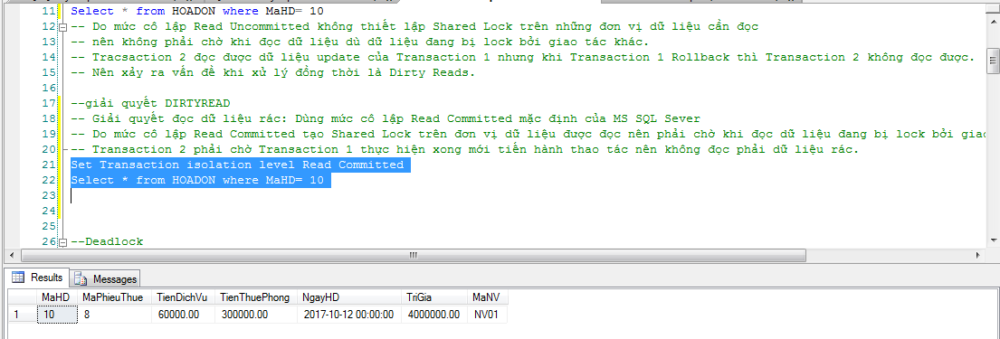 11 Select * from HOADON where MaHD= 10
12 -- Do mức cô lập Read Uncommitted không thiết lập Shared Lock trên những đơn vị dữ liệu cần đọc
13 -- nên không phải chờ khi đọc dữ liệu dù dữ liệu đang bị lock bởi giao tác khác.
14 -- Tracsaction 2 đọc được dữ liệu update của Transaction 1 nhưng khi Transaction 1 Rollback thì Transaction 2 không đọc được.
15 -- Nên xảy ra vấn đề khi xử lý đồng thời là Dirty Reads.
16
17 --giải quyết DIRTYREAD
18 -- Giải quyết đọc dữ liệu rác: Dùng mức cô lập Read Committed mặc định của MS SQL Sever
19 -- Do mức cô lập Read Committed tạo Shared Lock trên đơn vị dữ liệu được đọc nên phải chờ khi đọc dữ liệu đang bị lock bởi giao
20 -- Transaction 2 phải chờ Transaction 1 thực hiện xong mới tiến hành thao tác nên không đọc phải dữ liệu rác.
21 Set Transaction isolation level Read Committed
22 Select * from HOADON where MaHD= 10
23
24
25
26 --Deadlock
Results Messages
MaHD MaPhieuThue TienDichVu TienThuePhong NgayHD TriGia MaNV
1 10 8 60000.00 300000.00 2017-10-12 00:00:00 4000000.00 NV01